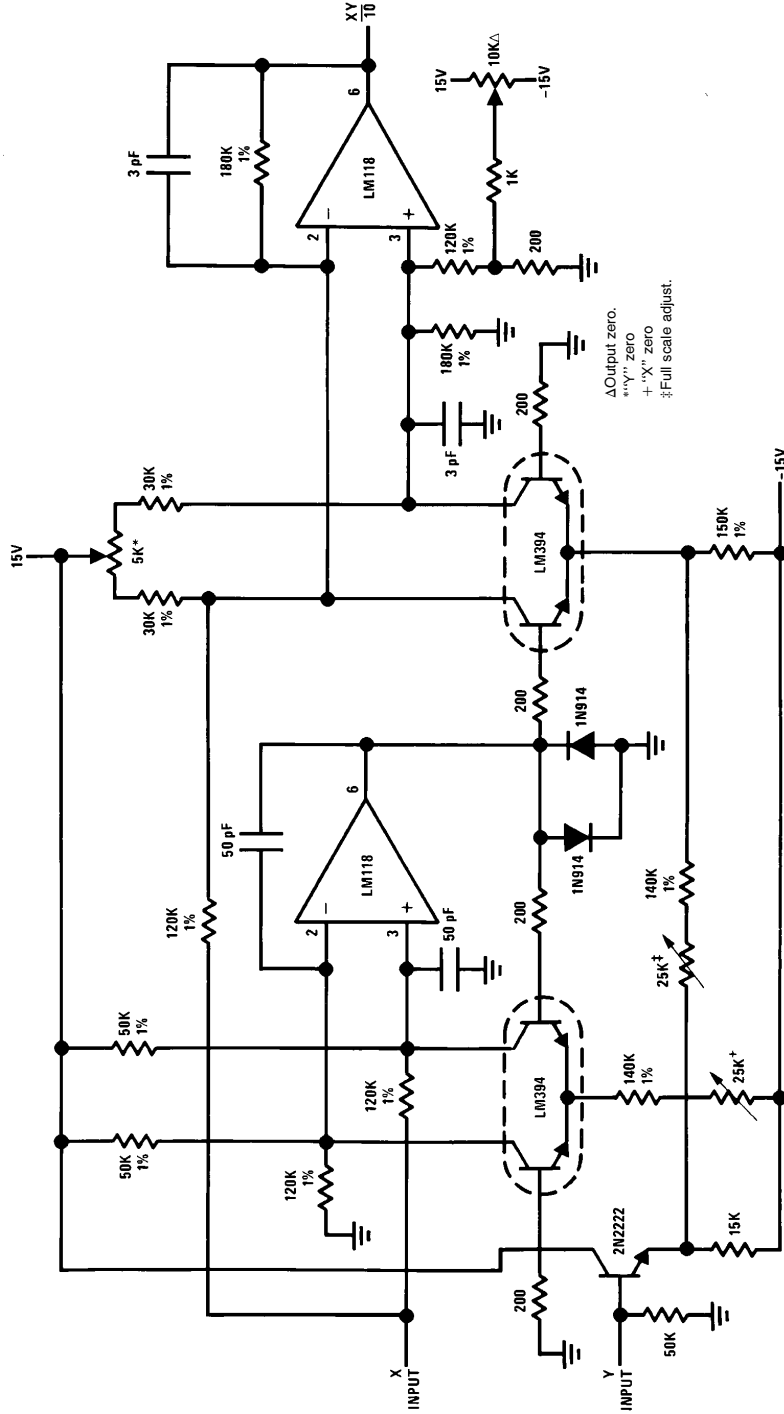 15V
XY
10
3 pF
180K
1%
6
LM118
2
−
3
+
120K
1%
200
1K
10KΔ
15V
−15V
180K
1%
3 pF
5K*
30K
1%
30K
1%
120K
1%
50 pF
6
LM118
2
−
3
+
50 pF
50K
1%
50K
1%
120K
1%
120K
1%
X
INPUT
200
LM394
200
200
LM394
200
1N914
1N914
140K
1%
25K+
25K‡
140K
1%
150K
1%
−15V
2N2222
15K
Y
INPUT
50K
ΔOutput zero.
*“Y” zero
+ “X” zero
‡Full scale adjust.